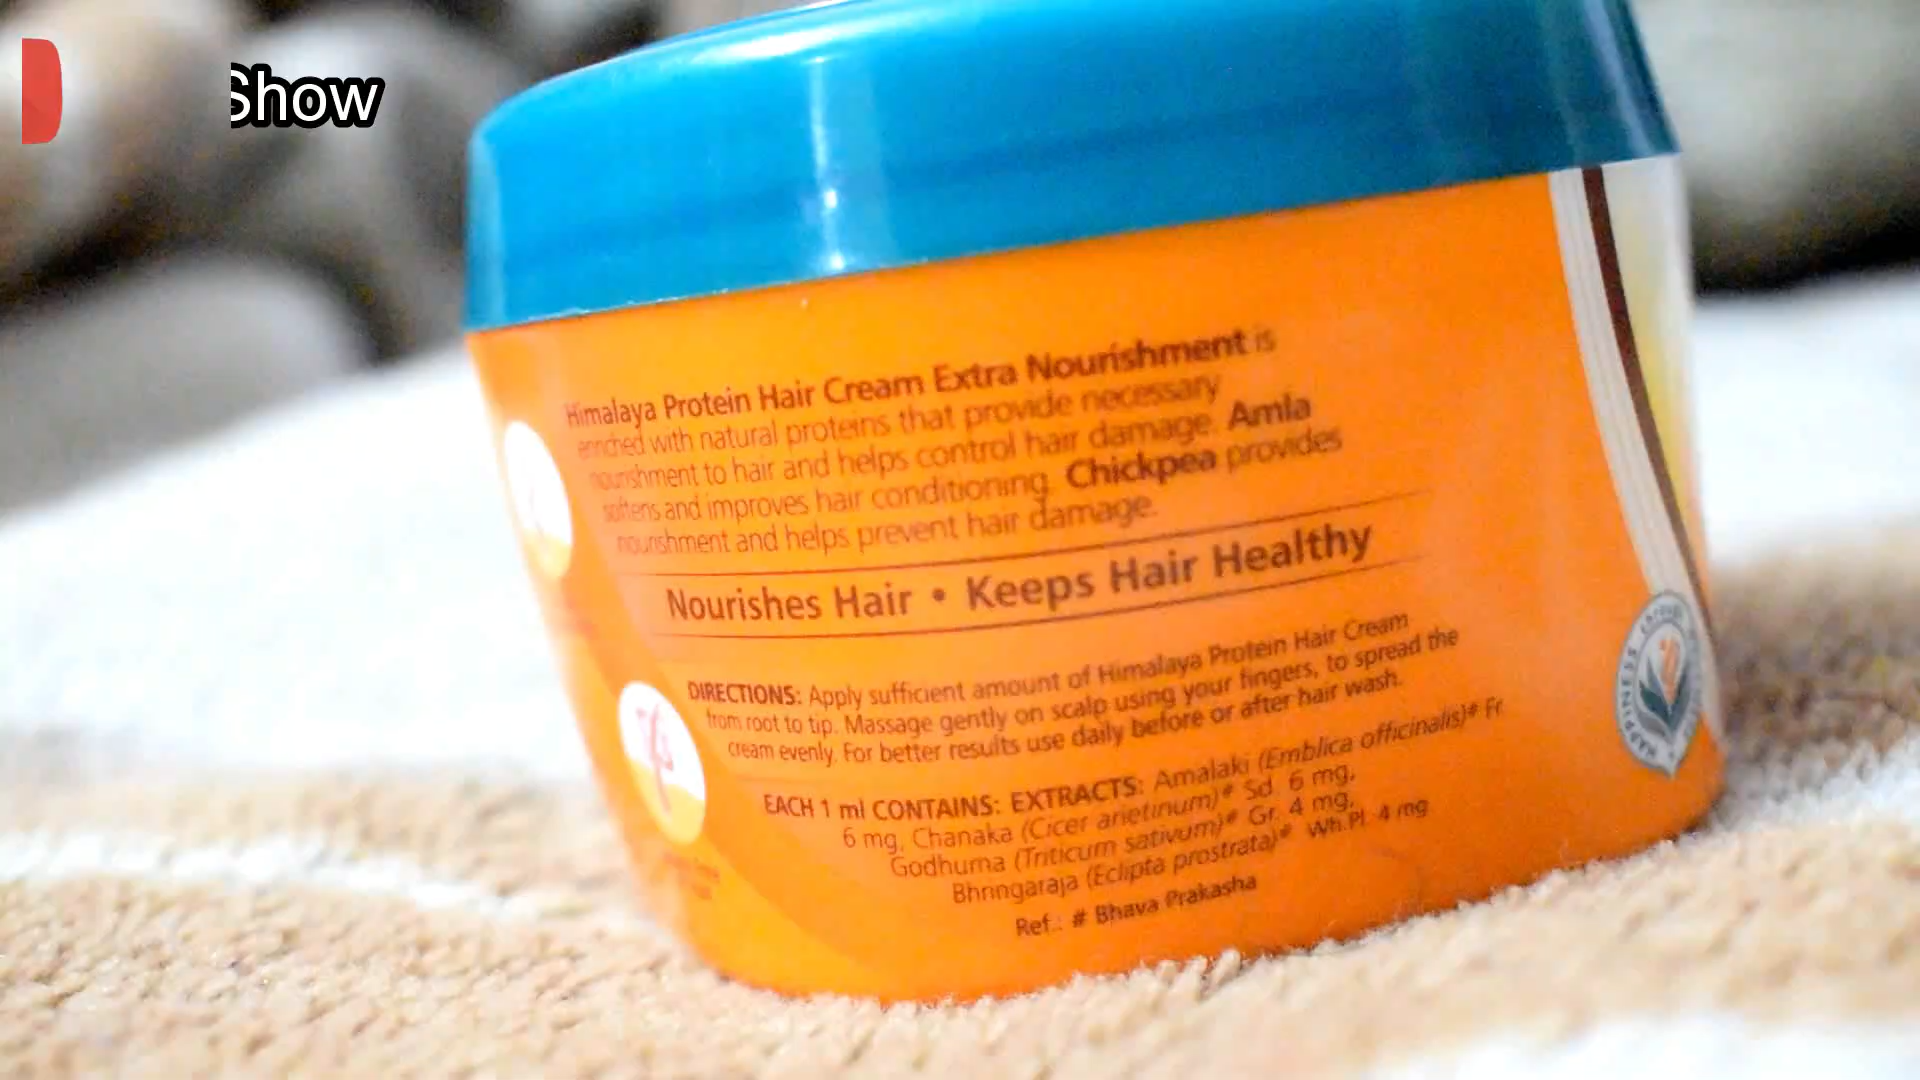 Show
Himalaya Protein Hair Cream Extra Nourishment is
enriched with natural proteins that provide necessary
nourishment to hair and helps control hair damage. Amla
softens and improves hair conditioning. Chickpea provides
nourishment and helps prevent hair damage.
Nourishes Hair • Keeps Hair Healthy
DIRECTIONS: Apply sufficient amount of Himalaya Protein Hair Cream
from root to tip. Massage gently on scalp using your fingers, to spread the
cream evenly. For better results use daily before or after hair wash.
EACH 1 ml CONTAINS: EXTRACTS: Amalaki (Emblica officinalis)# Fr
6 mg, Chanaka (Cicer arietinum)# Sd. 6 mg,
Godhuma (Triticum sativum)# Gr. 4 mg,
Bhringaraja (Eclipta prostrata)# Wh.Pl. 4 mg
Ref.: # Bhava Prakasha
HAPPINESS